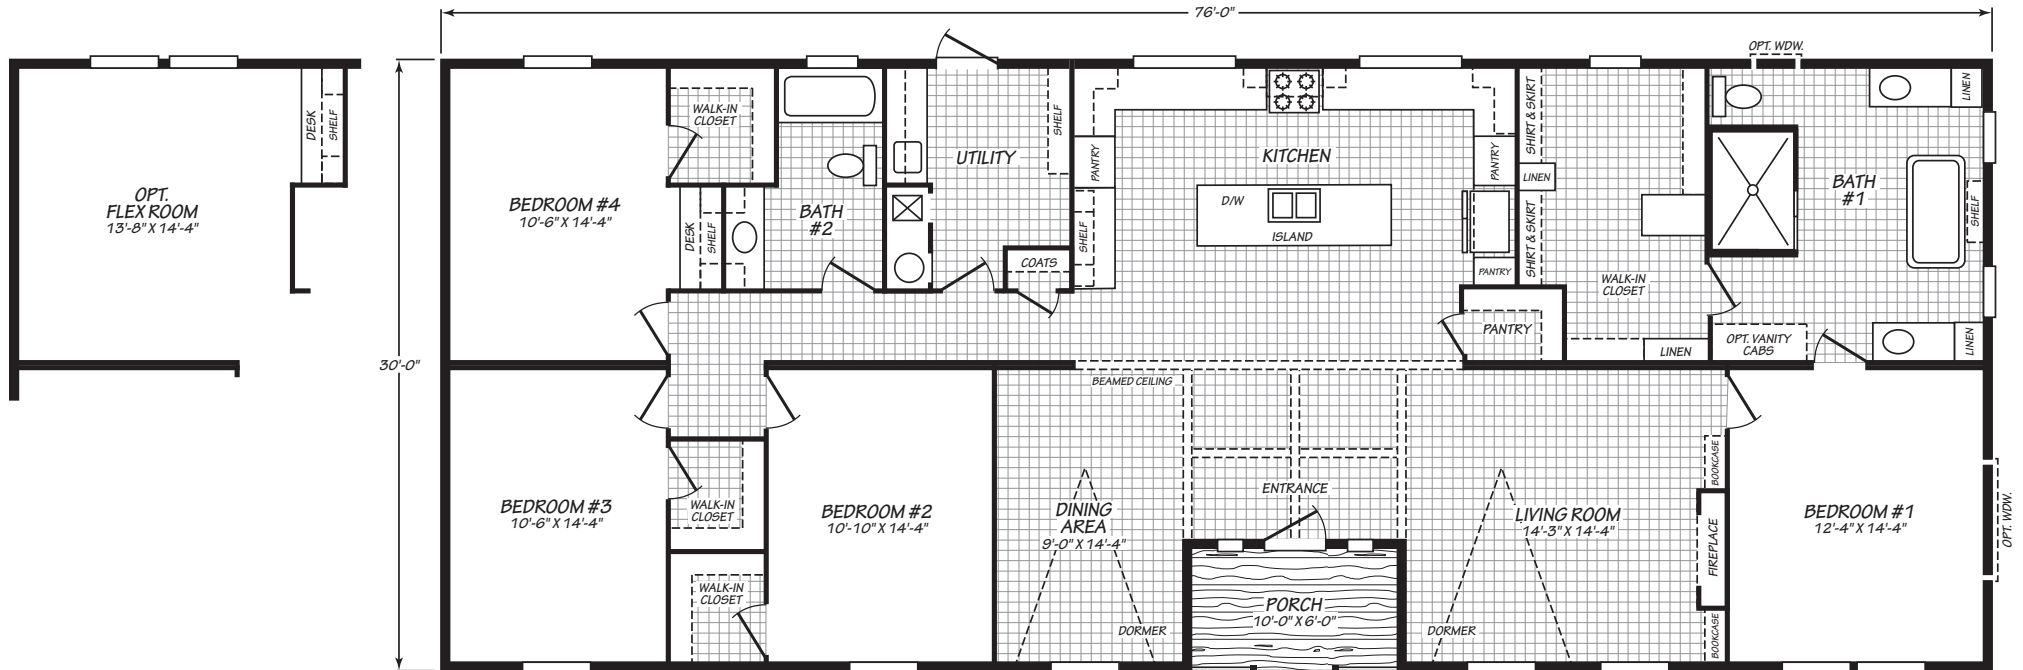 76'-0"
30'-0"
OPT.
FLEX ROOM
13'-8" X 14'-4"
DESK
SHELF
BEDROOM #4
10'-6" X 14'-4"
WALK-IN
CLOSET
DESK
SHELF
BATH
#2
UTILITY
SHELF
COATS
PANTRY
SHELF
KITCHEN
D/W
ISLAND
PANTRY
PANTRY
PANTRY
SHIRT & SKIRT
LINEN
SHIRT & SKIRT
WALK-IN
CLOSET
LINEN
OPT. WDW.
LINEN
BATH
#1
SHELF
OPT. VANITY
CABS
LINEN
BEDROOM #3
10'-6" X 14'-4"
WALK-IN
CLOSET
WALK-IN
CLOSET
BEDROOM #2
10'-10" X 14'-4"
BEAMED CEILING
DINING
AREA
9'-0" X 14'-4"
DORMER
ENTRANCE
PORCH
10'-0" X 6'-0"
LIVING ROOM
14'-3" X 14'-4"
DORMER
BOOKCASE
FIREPLACE
BOOKCASE
BEDROOM #1
12'-4" X 14'-4"
OPT. WDW.